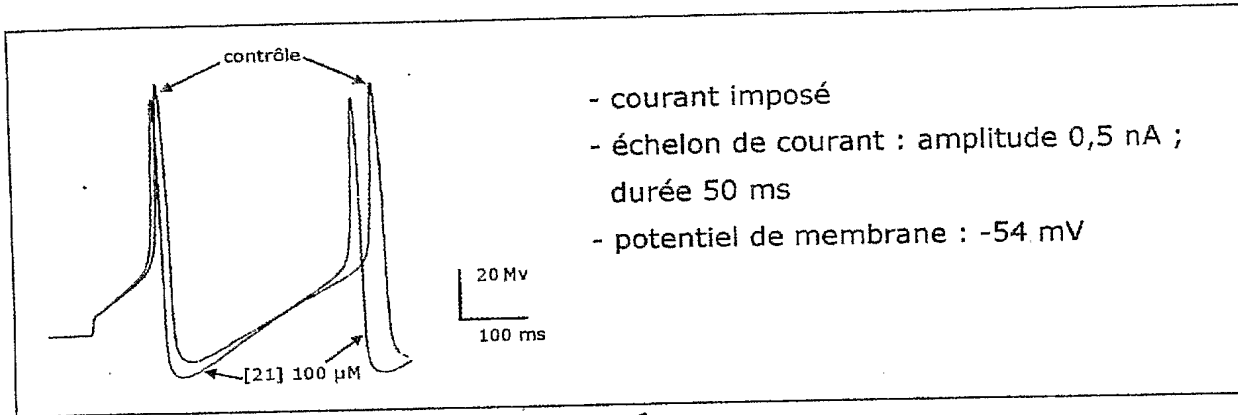 contrôle
- courant imposé
- échelon de courant : amplitude 0,5 nA ;
durée 50 ms
- potentiel de membrane : -54 mV
20 Mv
100 ms
[21] 100 µM